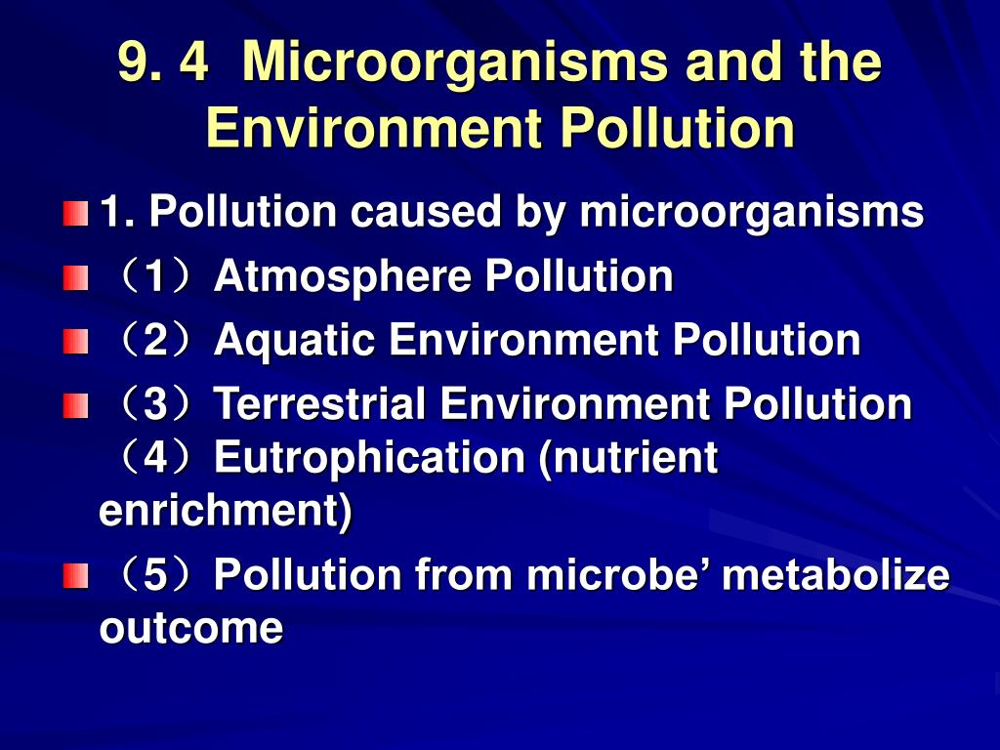 9. 4  Microorganisms and the
Environment Pollution
1. Pollution caused by microorganisms
（1）Atmosphere Pollution
（2）Aquatic Environment Pollution
（3）Terrestrial Environment Pollution
（4）Eutrophication (nutrient
enrichment)
（5）Pollution from microbe’ metabolize
outcome